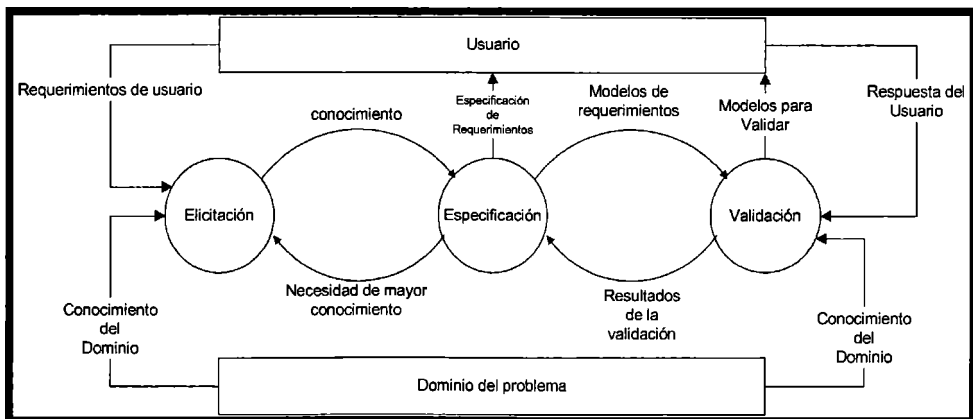 Usuario
Requerimientos de usuario
conocimiento
Especificación
de
Requerimientos
Modelos de
requerimientos
Modelos para
Validar
Respuesta del
Usuario
Elicitación
Especificación
Validación
Necesidad de mayor
conocimiento
Resultados
de la
validación
Conocimiento
del
Dominio
Conocimiento
del
Dominio
Dominio del problema